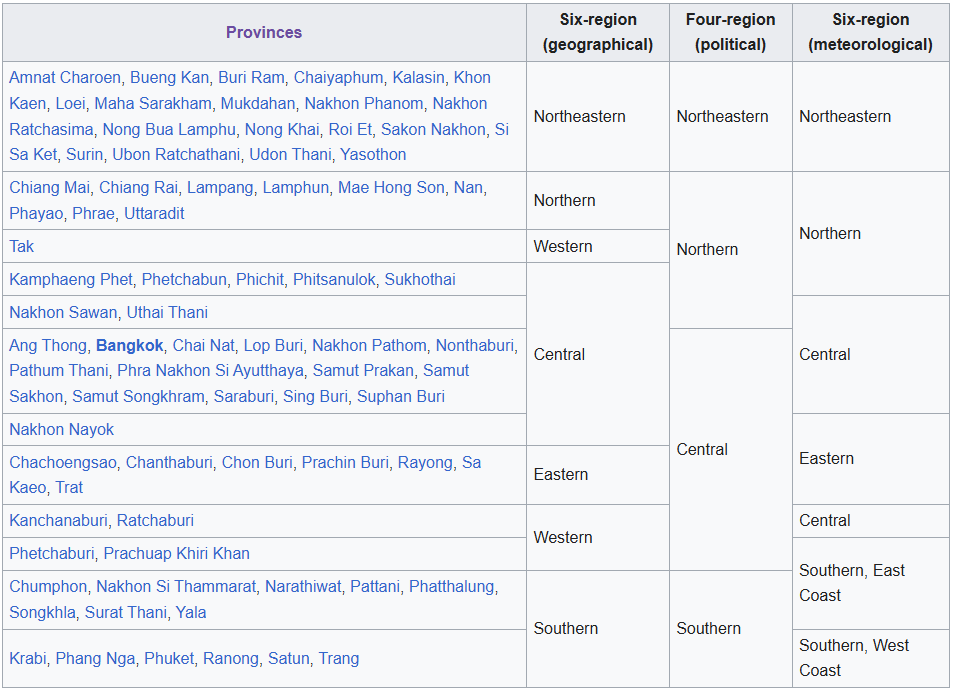 Provinces
Six-region
(geographical)
Four-region
(political)
Six-region
(meteorological)
Amnat Charoen, Bueng Kan, Buri Ram, Chaiyaphum, Kalasin, Khon
Kaen, Loei, Maha Sarakham, Mukdahan, Nakhon Phanom, Nakhon
Ratchasima, Nong Bua Lamphu, Nong Khai, Roi Et, Sakon Nakhon, Si
Sa Ket, Surin, Ubon Ratchathani, Udon Thani, Yasothon
Northeastern
Northeastern
Northeastern
Chiang Mai, Chiang Rai, Lampang, Lamphun, Mae Hong Son, Nan,
Phayao, Phrae, Uttaradit
Northern
Northern
Northern
Tak
Western
Kamphaeng Phet, Phetchabun, Phichit, Phitsanulok, Sukhothai
Central
Nakhon Sawan, Uthai Thani
Central
Ang Thong, Bangkok, Chai Nat, Lop Buri, Nakhon Pathom, Nonthaburi,
Pathum Thani, Phra Nakhon Si Ayutthaya, Samut Prakan, Samut
Sakhon, Samut Songkhram, Saraburi, Sing Buri, Suphan Buri
Central
Nakhon Nayok
Eastern
Chachoengsao, Chanthaburi, Chon Buri, Prachin Buri, Rayong, Sa
Kaeo, Trat
Eastern
Kanchanaburi, Ratchaburi
Western
Central
Phetchaburi, Prachuap Khiri Khan
Southern, East
Coast
Chumphon, Nakhon Si Thammarat, Narathiwat, Pattani, Phatthalung,
Songkhla, Surat Thani, Yala
Southern
Southern
Krabi, Phang Nga, Phuket, Ranong, Satun, Trang
Southern, West
Coast